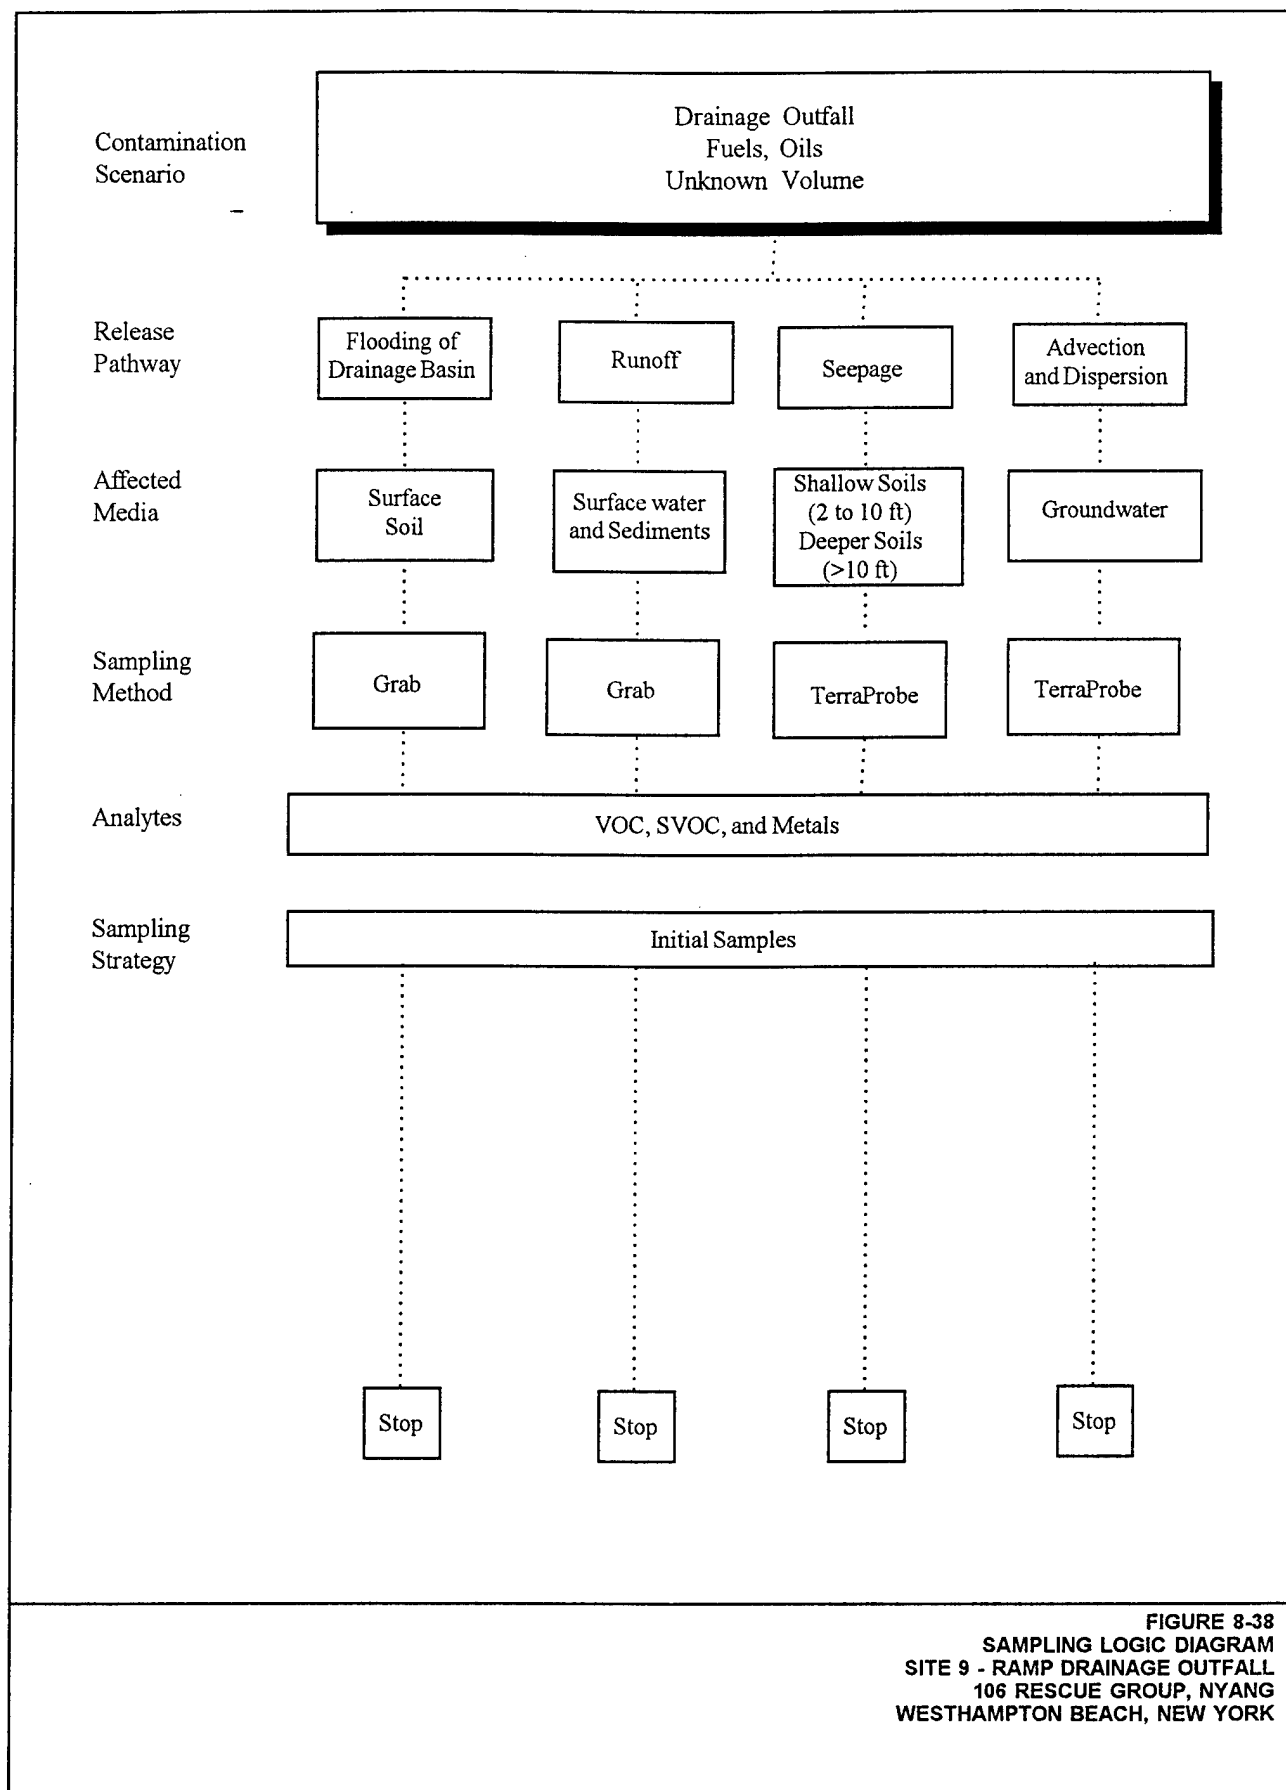 Contamination
Scenario
Drainage Outfall
Fuels, Oils
Unknown Volume
Release
Pathway
Flooding of
Drainage Basin
Runoff
Seepage
Advection
and Dispersion
Affected
Media
Surface
Soil
Surface water
and Sediments
Shallow Soils
(2 to 10 ft)
Deeper Soils
(>10 ft)
Groundwater
Sampling
Method
Grab
Grab
TerraProbe
TerraProbe
Analytes
VOC, SVOC, and Metals
Sampling
Strategy
Initial Samples
Stop
Stop
Stop
Stop
FIGURE 8-38
SAMPLING LOGIC DIAGRAM
SITE 9 - RAMP DRAINAGE OUTFALL
106 RESCUE GROUP, NYANG
WESTHAMPTON BEACH, NEW YORK